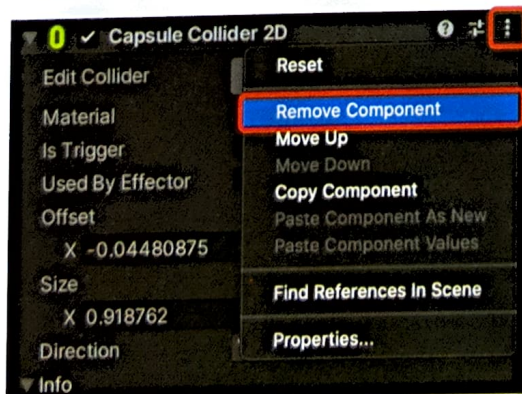 Capsule Collider 2D
Edit Collider
Material
Is Trigger
Used By Effector
Offset
X -0.04480875
Size
X 0.918762
Direction
Info
Reset
Remove Component
Move Up
Move Down
Copy Component
Paste Component As New
Paste Component Values
Find References In Scene
Properties...